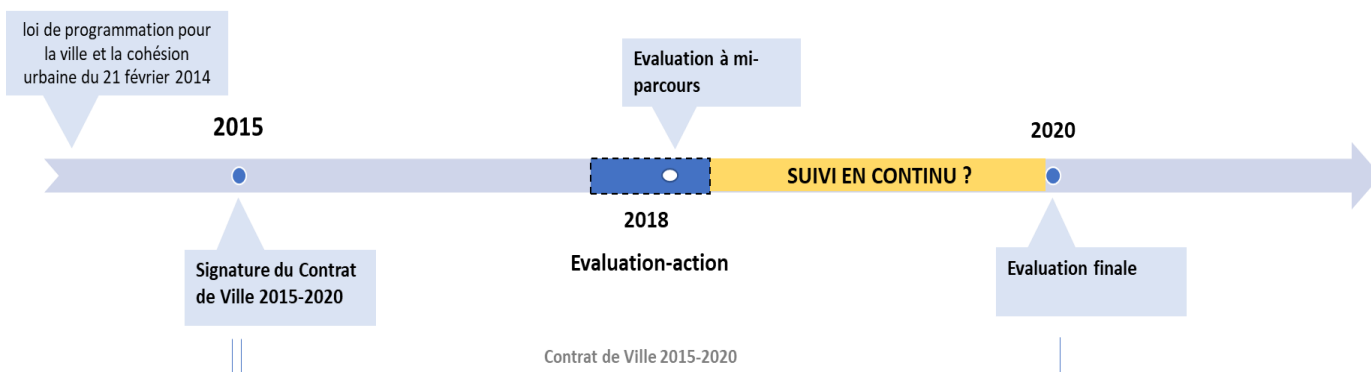 loi de programmation pour
la ville et la cohésion
urbaine du 21 février 2014
Evaluation à mi-
parcours
2015
2020
SUIVI EN CONTINU ?
2018
Evaluation-action
Signature du Contrat
de Ville 2015-2020
Evaluation finale
Contrat de Ville 2015-2020